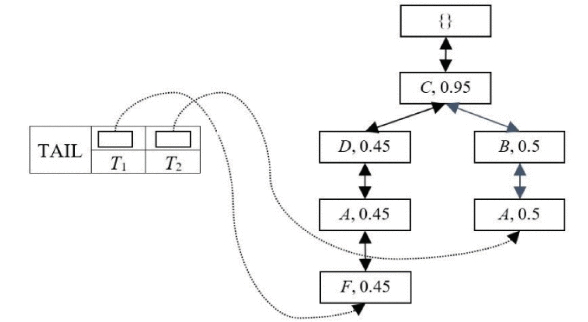 {}
C, 0.95
D, 0.45
B, 0.5
TAIL
T₁
T₂
A, 0.45
A, 0.5
F, 0.45